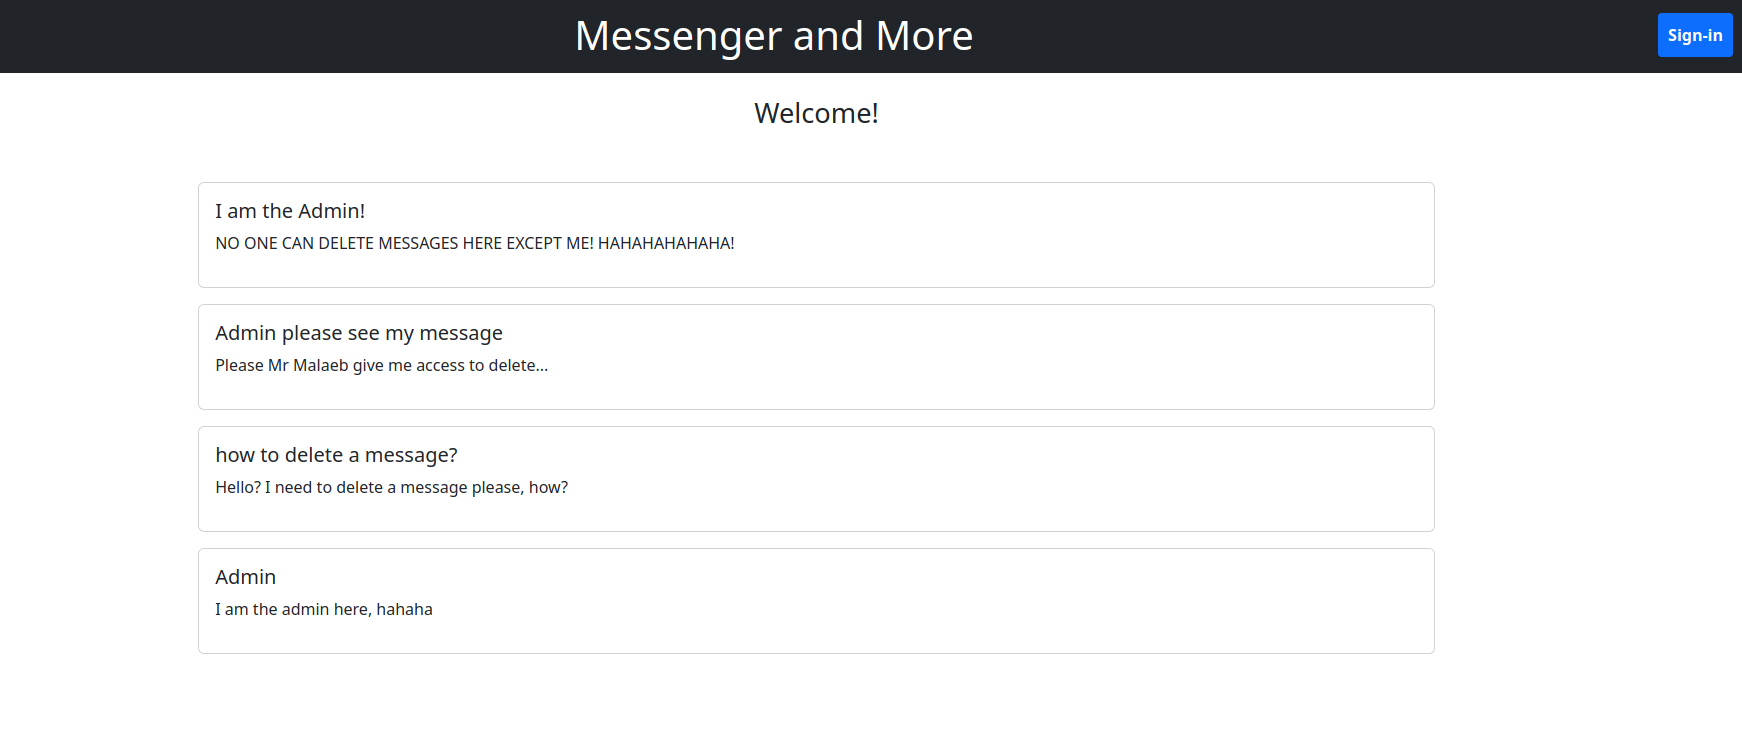 Messenger and More
Sign-in
Welcome!
I am the Admin!
NO ONE CAN DELETE MESSAGES HERE EXCEPT ME! HAHAHAHAHAHA!
Admin please see my message
Please Mr Malaeb give me access to delete...
how to delete a message?
Hello? I need to delete a message please, how?
Admin
I am the admin here, hahaha